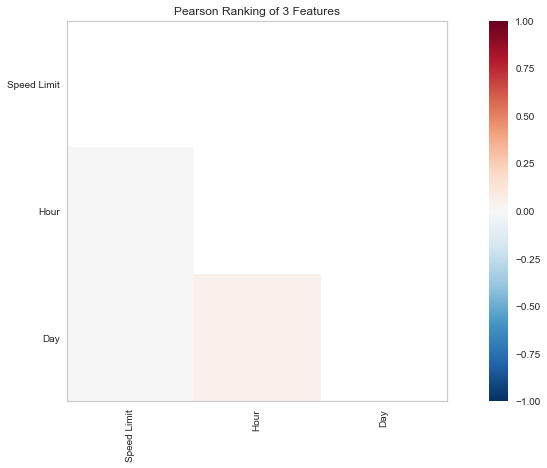 Pearson Ranking of 3 Features
Speed Limit
Hour
Day
Speed Limit
Hour
Day
1.00
0.75
0.50
0.25
0.00
−0.25
−0.50
−0.75
−1.00